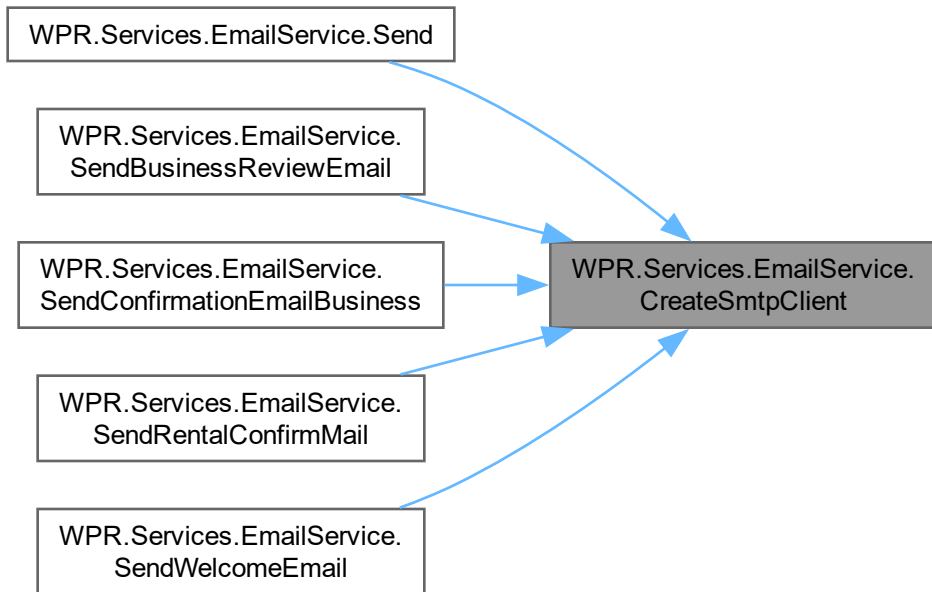 WPR.Services.EmailService.Send
WPR.Services.EmailService.
SendBusinessReviewEmail
WPR.Services.EmailService.
SendConfirmationEmailBusiness
WPR.Services.EmailService.
CreateSmtpClient
WPR.Services.EmailService.
SendRentalConfirmMail
WPR.Services.EmailService.
SendWelcomeEmail